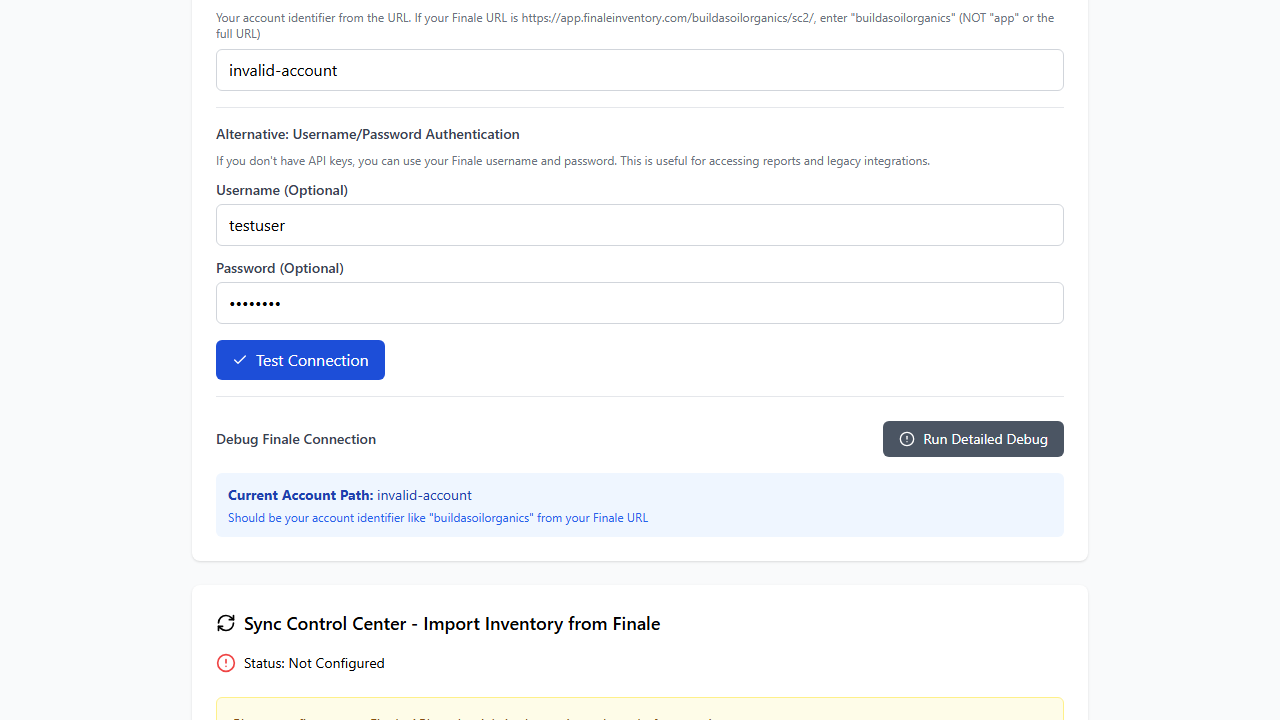 Your account identifier from the URL. If your Finale URL is https://app.finaleinventory.com/buildasoilorganics/sc2/, enter "buildasoilorganics" (NOT "app" or the
full URL)
invalid-account
Alternative: Username/Password Authentication
If you don't have API keys, you can use your Finale username and password. This is useful for accessing reports and legacy integrations.
Username (Optional)
testuser
Password (Optional)
••••••••
Test Connection
Debug Finale Connection
Run Detailed Debug
Current Account Path: invalid-account
Should be your account identifier like "buildasoilorganics" from your Finale URL
Sync Control Center - Import Inventory from Finale
Status: Not Configured